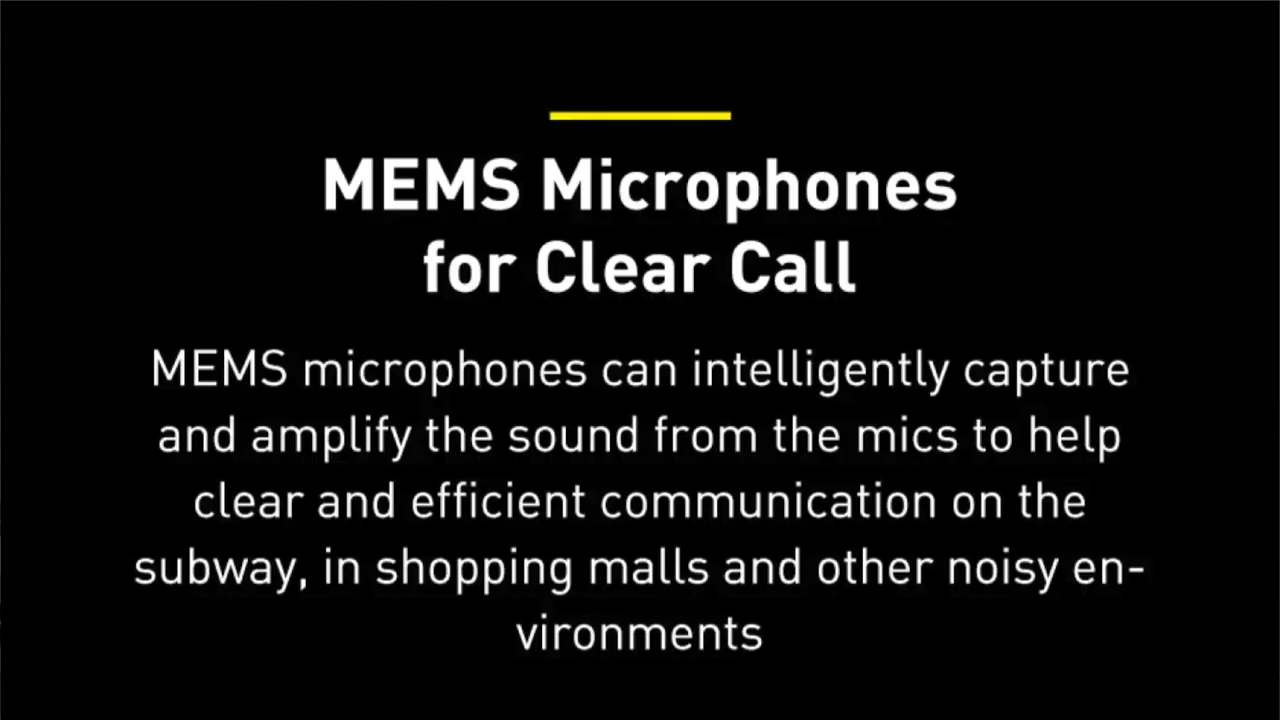 MEMS Microphones
for Clear Call
MEMS microphones can intelligently capture
and amplify the sound from the mics to help
clear and efficient communication on the
subway, in shopping malls and other noisy en-
vironments